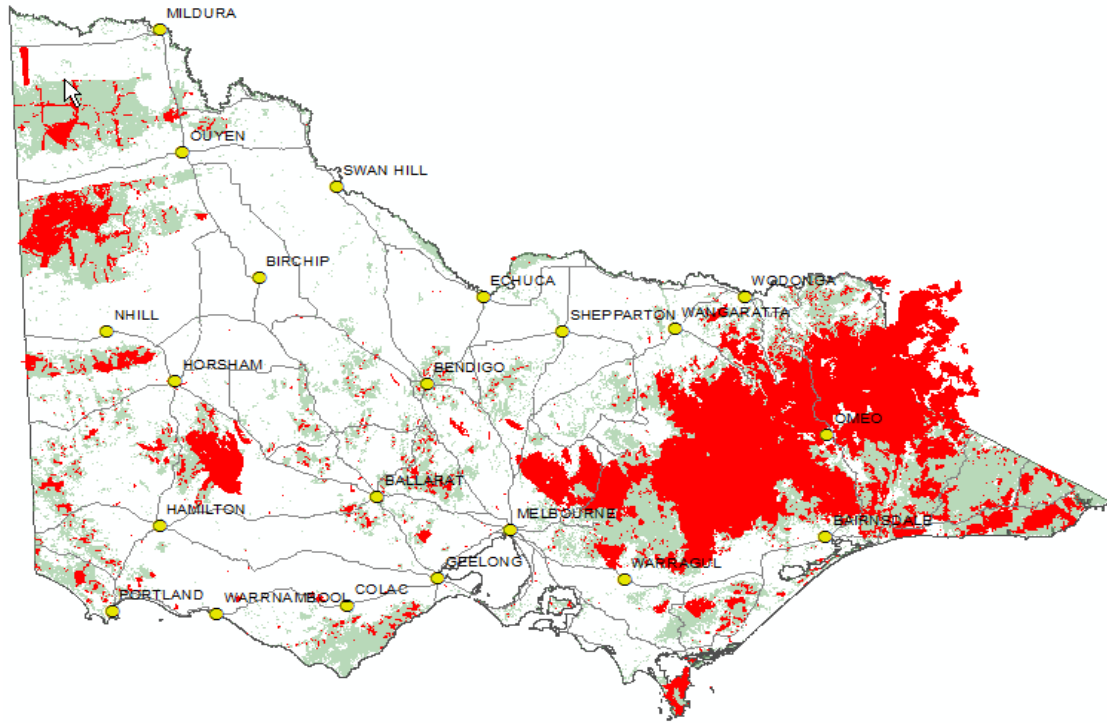 MILDURA
OUYEN
SWAN HILL
BIRCHIP
ECHUCA
WODONGA
NHILL
SHEPPARTON
WANGARATTA
HORSHAM
BENDIGO
OMEO
BALLARAT
HAMILTON
MELBOURNE
BAIRNSDALE
GEELONG
WARRAGUL
PORTLAND
WARRNAMBOOL
COLAC